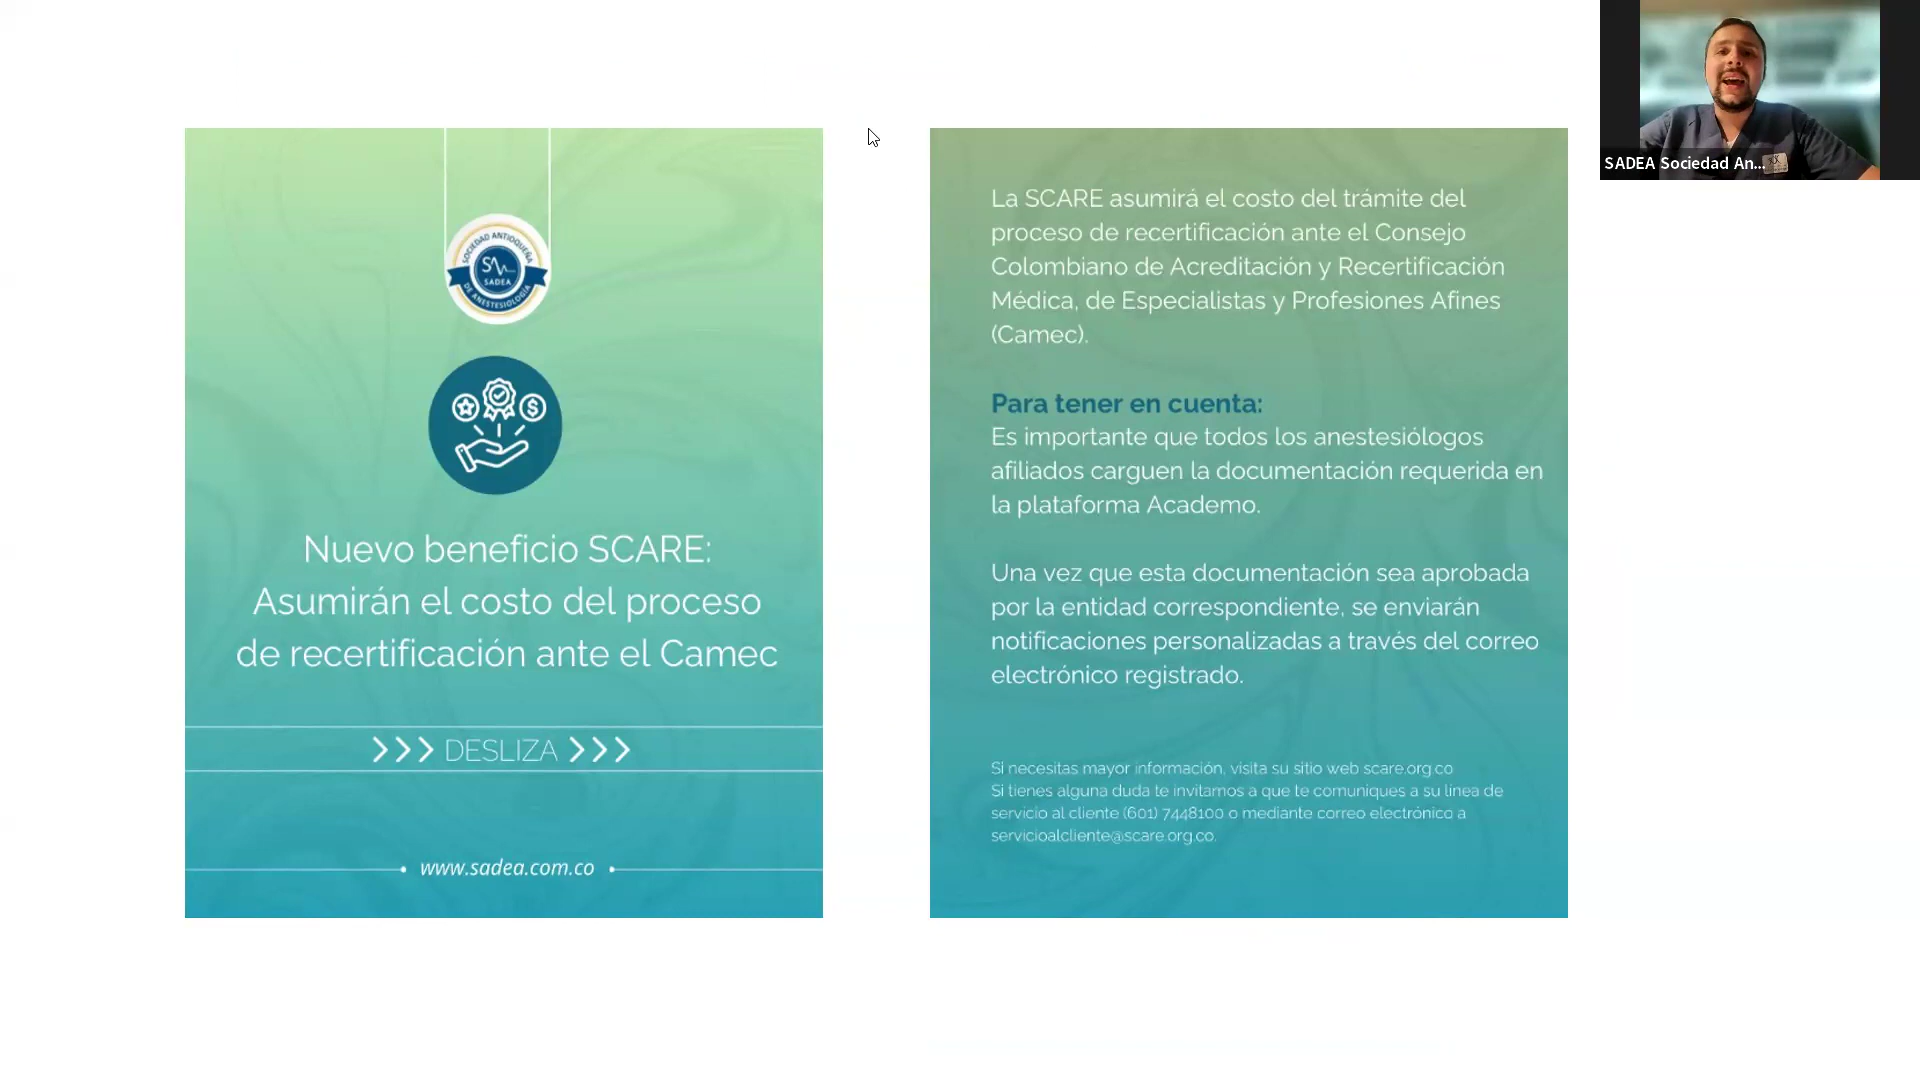 SOCIEDAD ANTIOQUEÑA
SADEA
DE ANESTESIOLOGÍA
Nuevo beneficio SCARE:
Asumirán el costo del proceso
de recertificación ante el Camec
DESLIZA
www.sadea.com.co
La SCARE asumirá el costo del trámite del
proceso de recertificación ante el Consejo
Colombiano de Acreditación y Recertificación
Médica, de Especialistas y Profesiones Afines
(Camec).
Para tener en cuenta:
Es importante que todos los anestesiólogos
afiliados carguen la documentación requerida en
la plataforma Academo.
Una vez que esta documentación sea aprobada
por la entidad correspondiente, se enviarán
notificaciones personalizadas a través del correo
electrónico registrado.
Si necesitas mayor información, visita su sitio web scare.org.co
Si tienes alguna duda te invitamos a que te comuniques a su línea de
servicio al cliente (601) 7448100 o mediante correo electrónico a
servicioalcliente@scare.org.co.
SADEA Sociedad An...